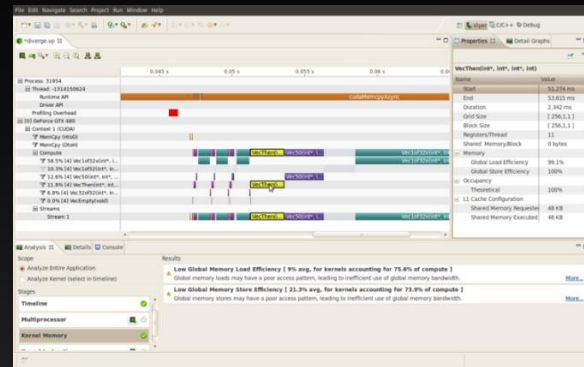 File Edit Navigate Search Project Run Window Help
Visper C/C++ Debug
*diverge.vp
0.045 s 0.05 s 0.055 s 0.06 s
Process: 31954
Thread -1314150624
Runtime API
cudaMemcpyAsync
Driver API
Profiling Overhead
[0] GeForce GTX 480
Context 1 (CUDA)
MemCpy (HtoD)
MemCpy (DtoH)
Compute
VecThen(i... Vec50(int*, i...
Streams
Stream 1
VecThen(i... Vec50(int*, i...
Properties Detail Graphs
VecThen(int*, int*, int*, int)
Name Value
Start 51.274 ms
End 53.615 ms
Duration 2.342 ms
Grid Size [ 256,1,1 ]
Block Size [ 256,1,1 ]
Registers/Thread 11
Shared Memory/Block 0 bytes
Memory
Global Load Efficiency 99.1%
Global Store Efficiency 100%
Occupancy
Theoretical 100%
L1 Cache Configuration
Shared Memory Requested 48 KB
Shared Memory Executed 48 KB
Analysis Details Console
Scope
Analyze Entire Application
Analyze Kernel (select in timeline)
Stages
Timeline
Multiprocessor
Kernel Memory
Results
Low Global Memory Load Efficiency [ 9% avg, for kernels accounting for 75.6% of compute ]
Global memory loads may have a poor access pattern, leading to inefficient use of global memory bandwidth. More...
Low Global Memory Store Efficiency [ 21.3% avg, for kernels accounting for 73.9% of compute ]
Global memory stores may have a poor access pattern, leading to inefficient use of global memory bandwidth. More...